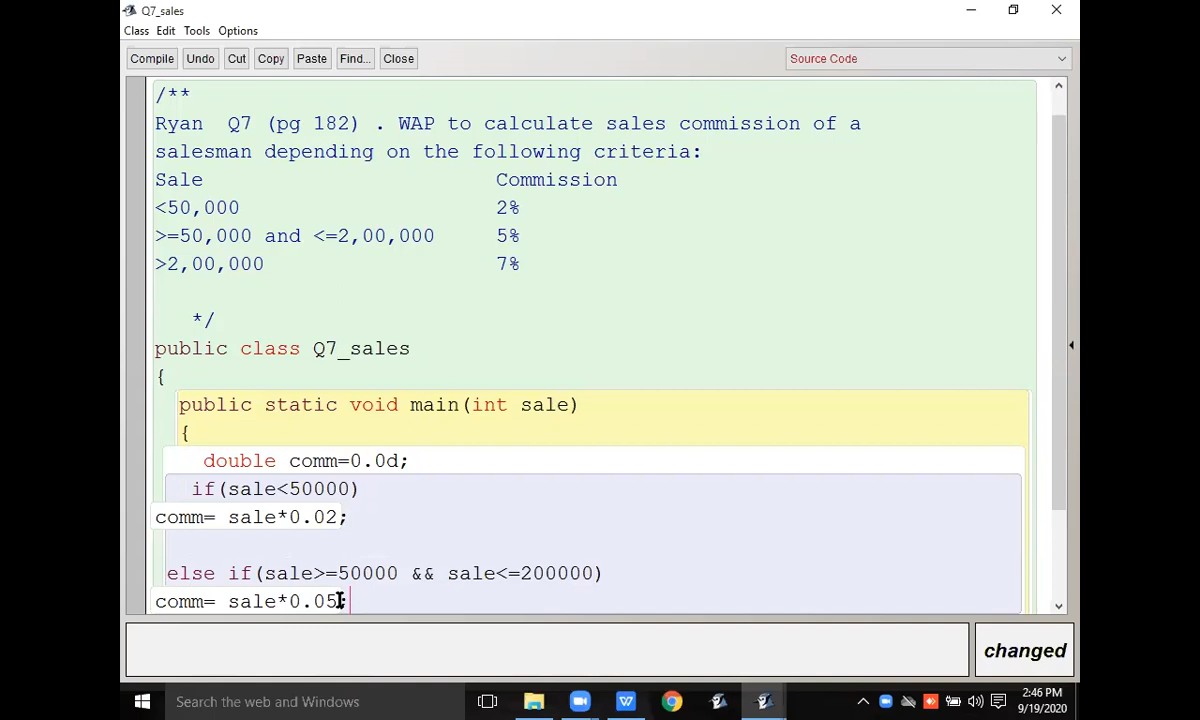 Q7_sales
Class Edit Tools Options
Compile Undo Cut Copy Paste Find... Close Source Code
/**
Ryan Q7 (pg 182) . WAP to calculate sales commission of a
salesman depending on the following criteria:
Sale Commission
<50,000 2%
>=50,000 and <=2,00,000 5%
>2,00,000 7%
*/
public class Q7_sales
{
public static void main(int sale)
{
double comm=0.0d;
if(sale<50000)
comm= sale*0.02;
else if(sale>=50000 && sale<=200000)
comm= sale*0.05;
changed
Search the web and Windows
2:46 PM
9/19/2020